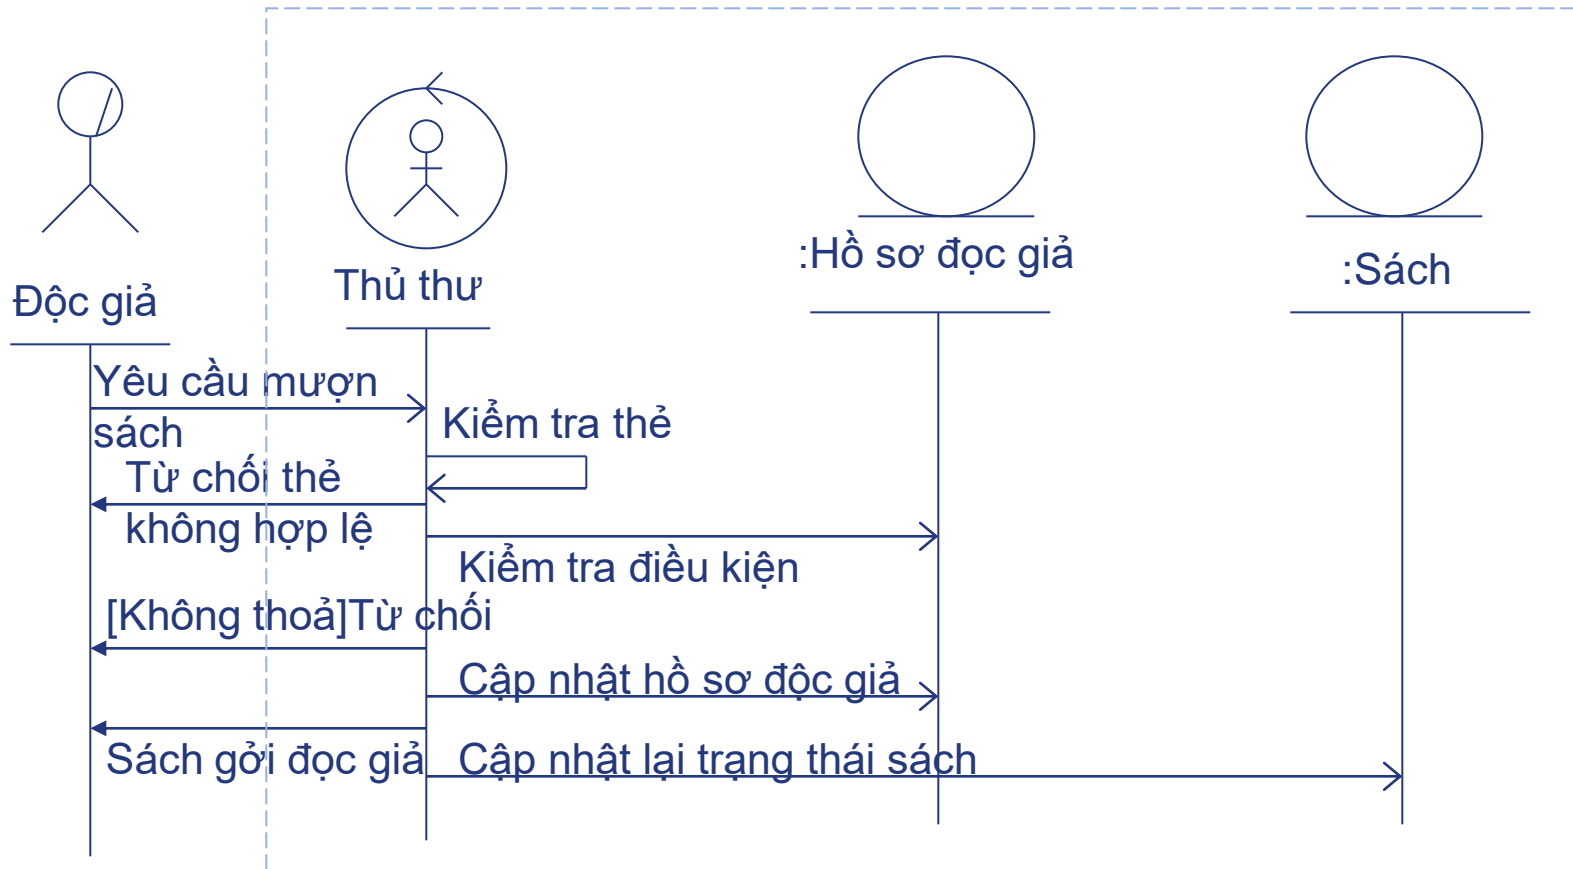 :Hồ sơ đọc giả
:Sách
Thủ thư
Độc giả
Yêu cầu mượn
sách
Kiểm tra thẻ
Từ chối thẻ
không hợp lệ
Kiểm tra điều kiện
[Không thoả]Từ chối
Cập nhật hồ sơ độc giả
Sách gởi đọc giả
Cập nhật lại trạng thái sách